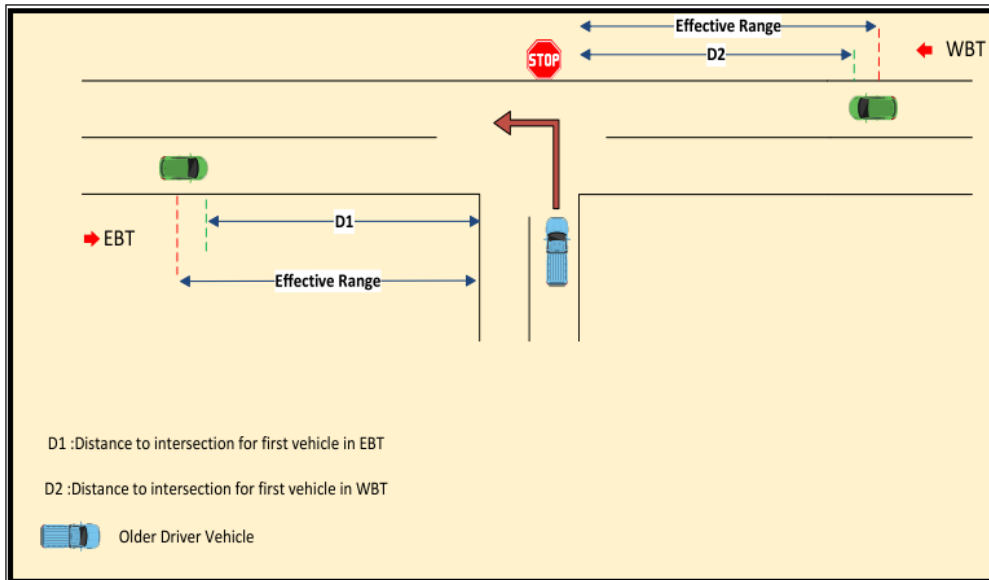 Effective Range
D2
STOP
WBT
D1
EBT
Effective Range
D1 :Distance to intersection for first vehicle in EBT
D2 :Distance to intersection for first vehicle in WBT
Older Driver Vehicle